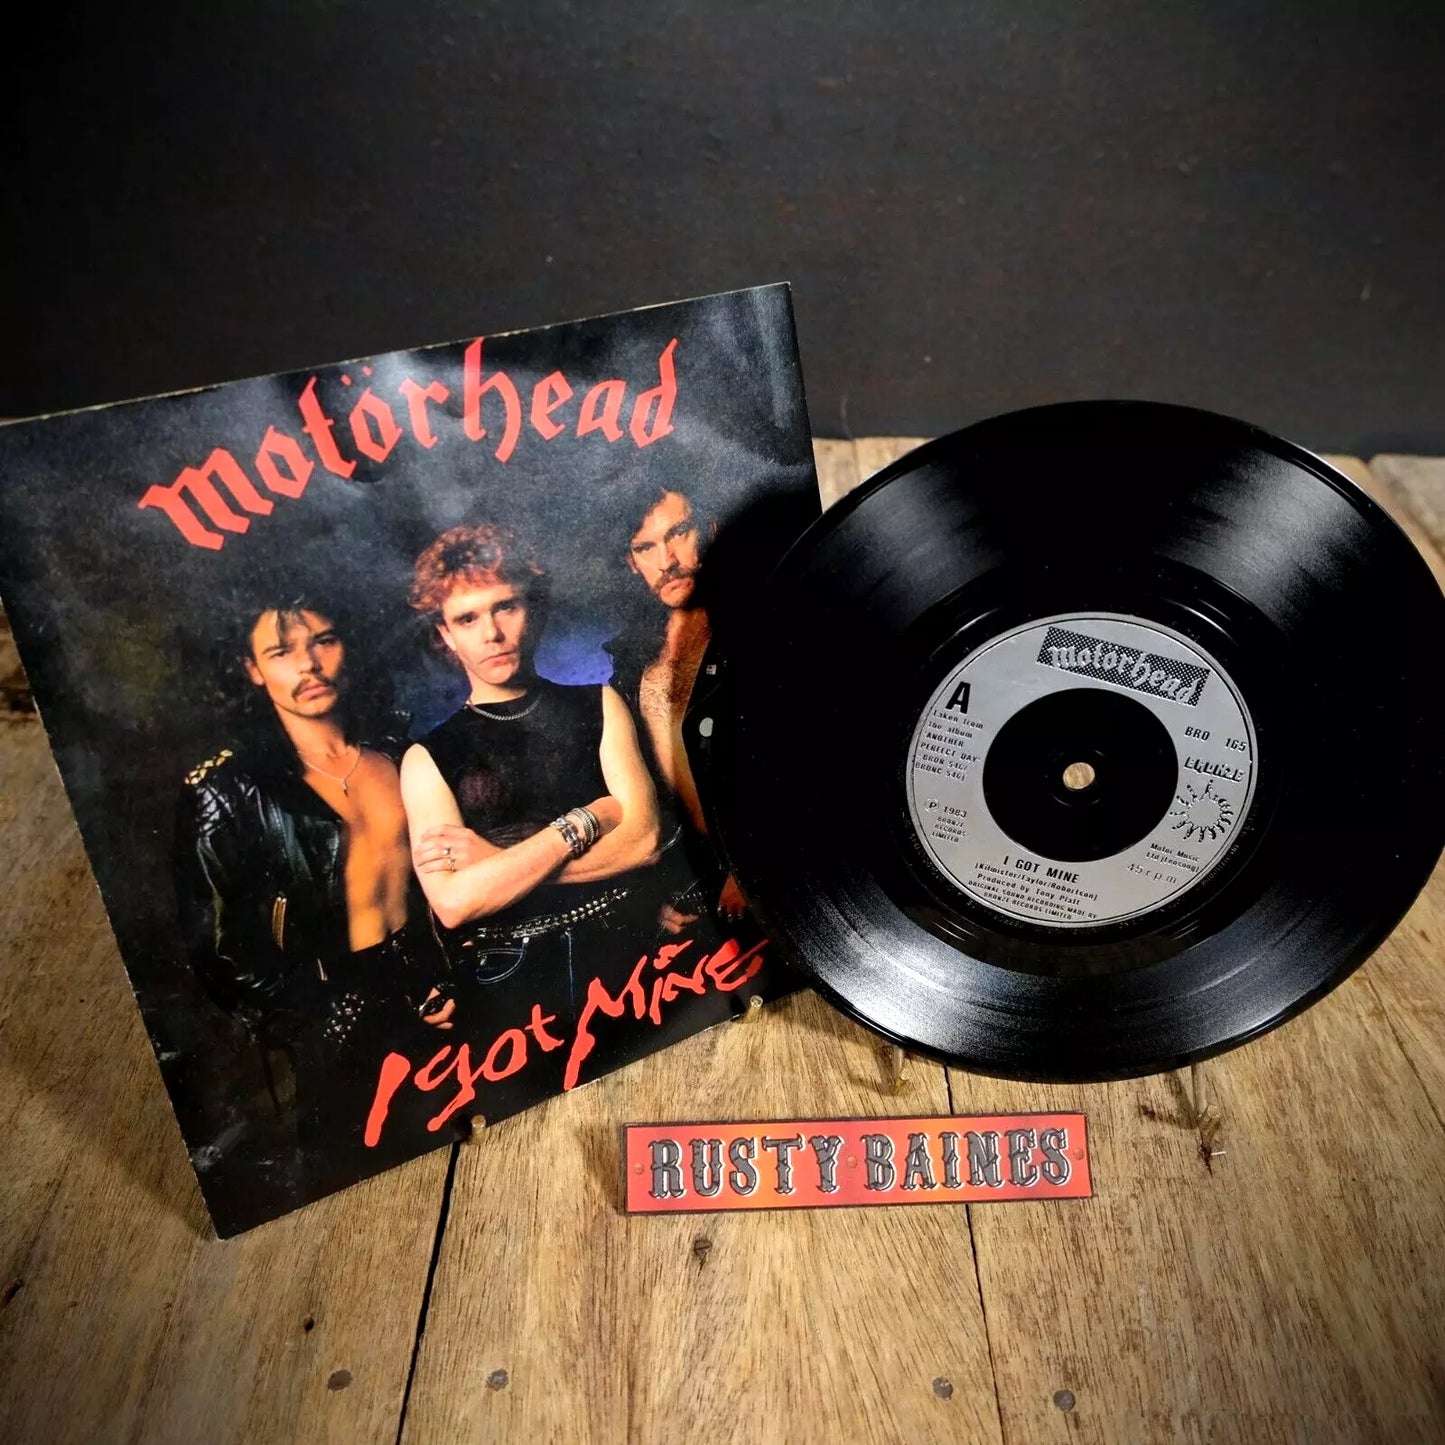 motörhead
I got MiNE
motörhead
A
Taken from
the album
"ANOTHER
PERFECT DAY"
BRON 546/
BRONC 546)
BRO 165
BRONZE
℗ 1983
BRONZE
RECORDS
LIMITED
Motor Music
Ltd/(Leosong)
45 r.p.m.
I GOT MINE
(Kilmister/Taylor/Robertson)
Produced by Tony Platt
ORIGINAL SOUND RECORDING MADE BY
BRONZE RECORDS LIMITED
RUSTY BAINES